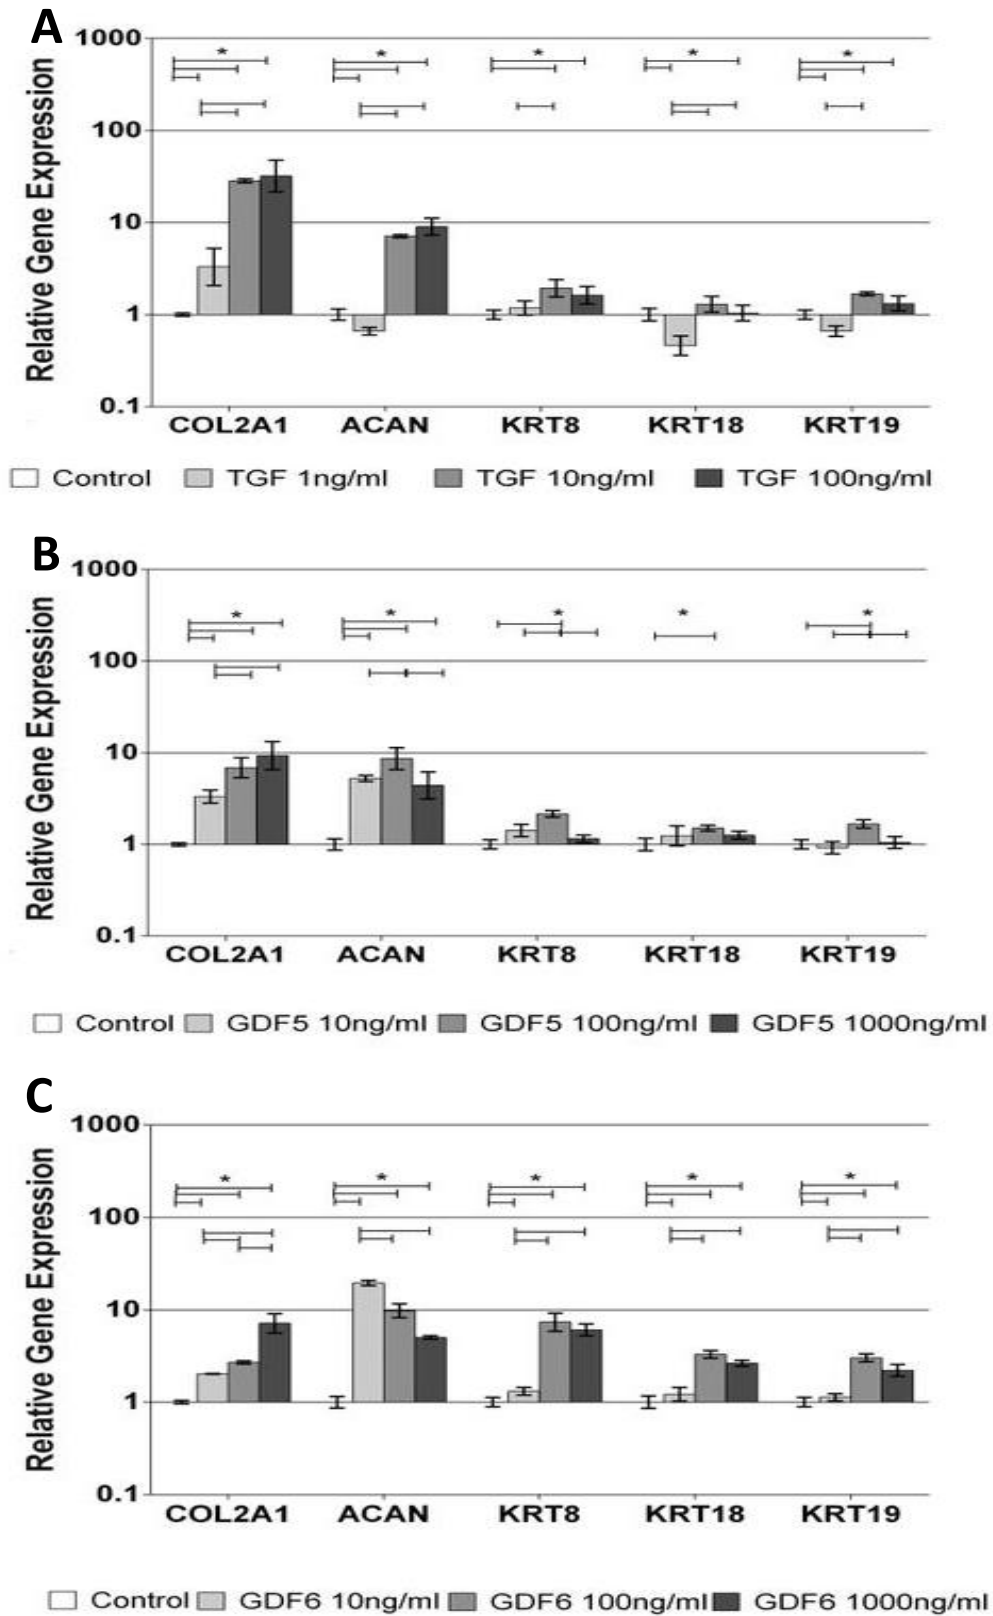 A
Relative Gene Expression
1000
* * * * *
100
10
1
0.1
COL2A1 ACAN KRT8 KRT18 KRT19
Control TGF 1ng/ml TGF 10ng/ml TGF 100ng/ml
B
Relative Gene Expression
1000
* * * * *
100
10
1
0.1
COL2A1 ACAN KRT8 KRT18 KRT19
Control GDF5 10ng/ml GDF5 100ng/ml GDF5 1000ng/ml
C
Relative Gene Expression
1000
* * * * *
100
10
1
0.1
COL2A1 ACAN KRT8 KRT18 KRT19
Control GDF6 10ng/ml GDF6 100ng/ml GDF6 1000ng/ml